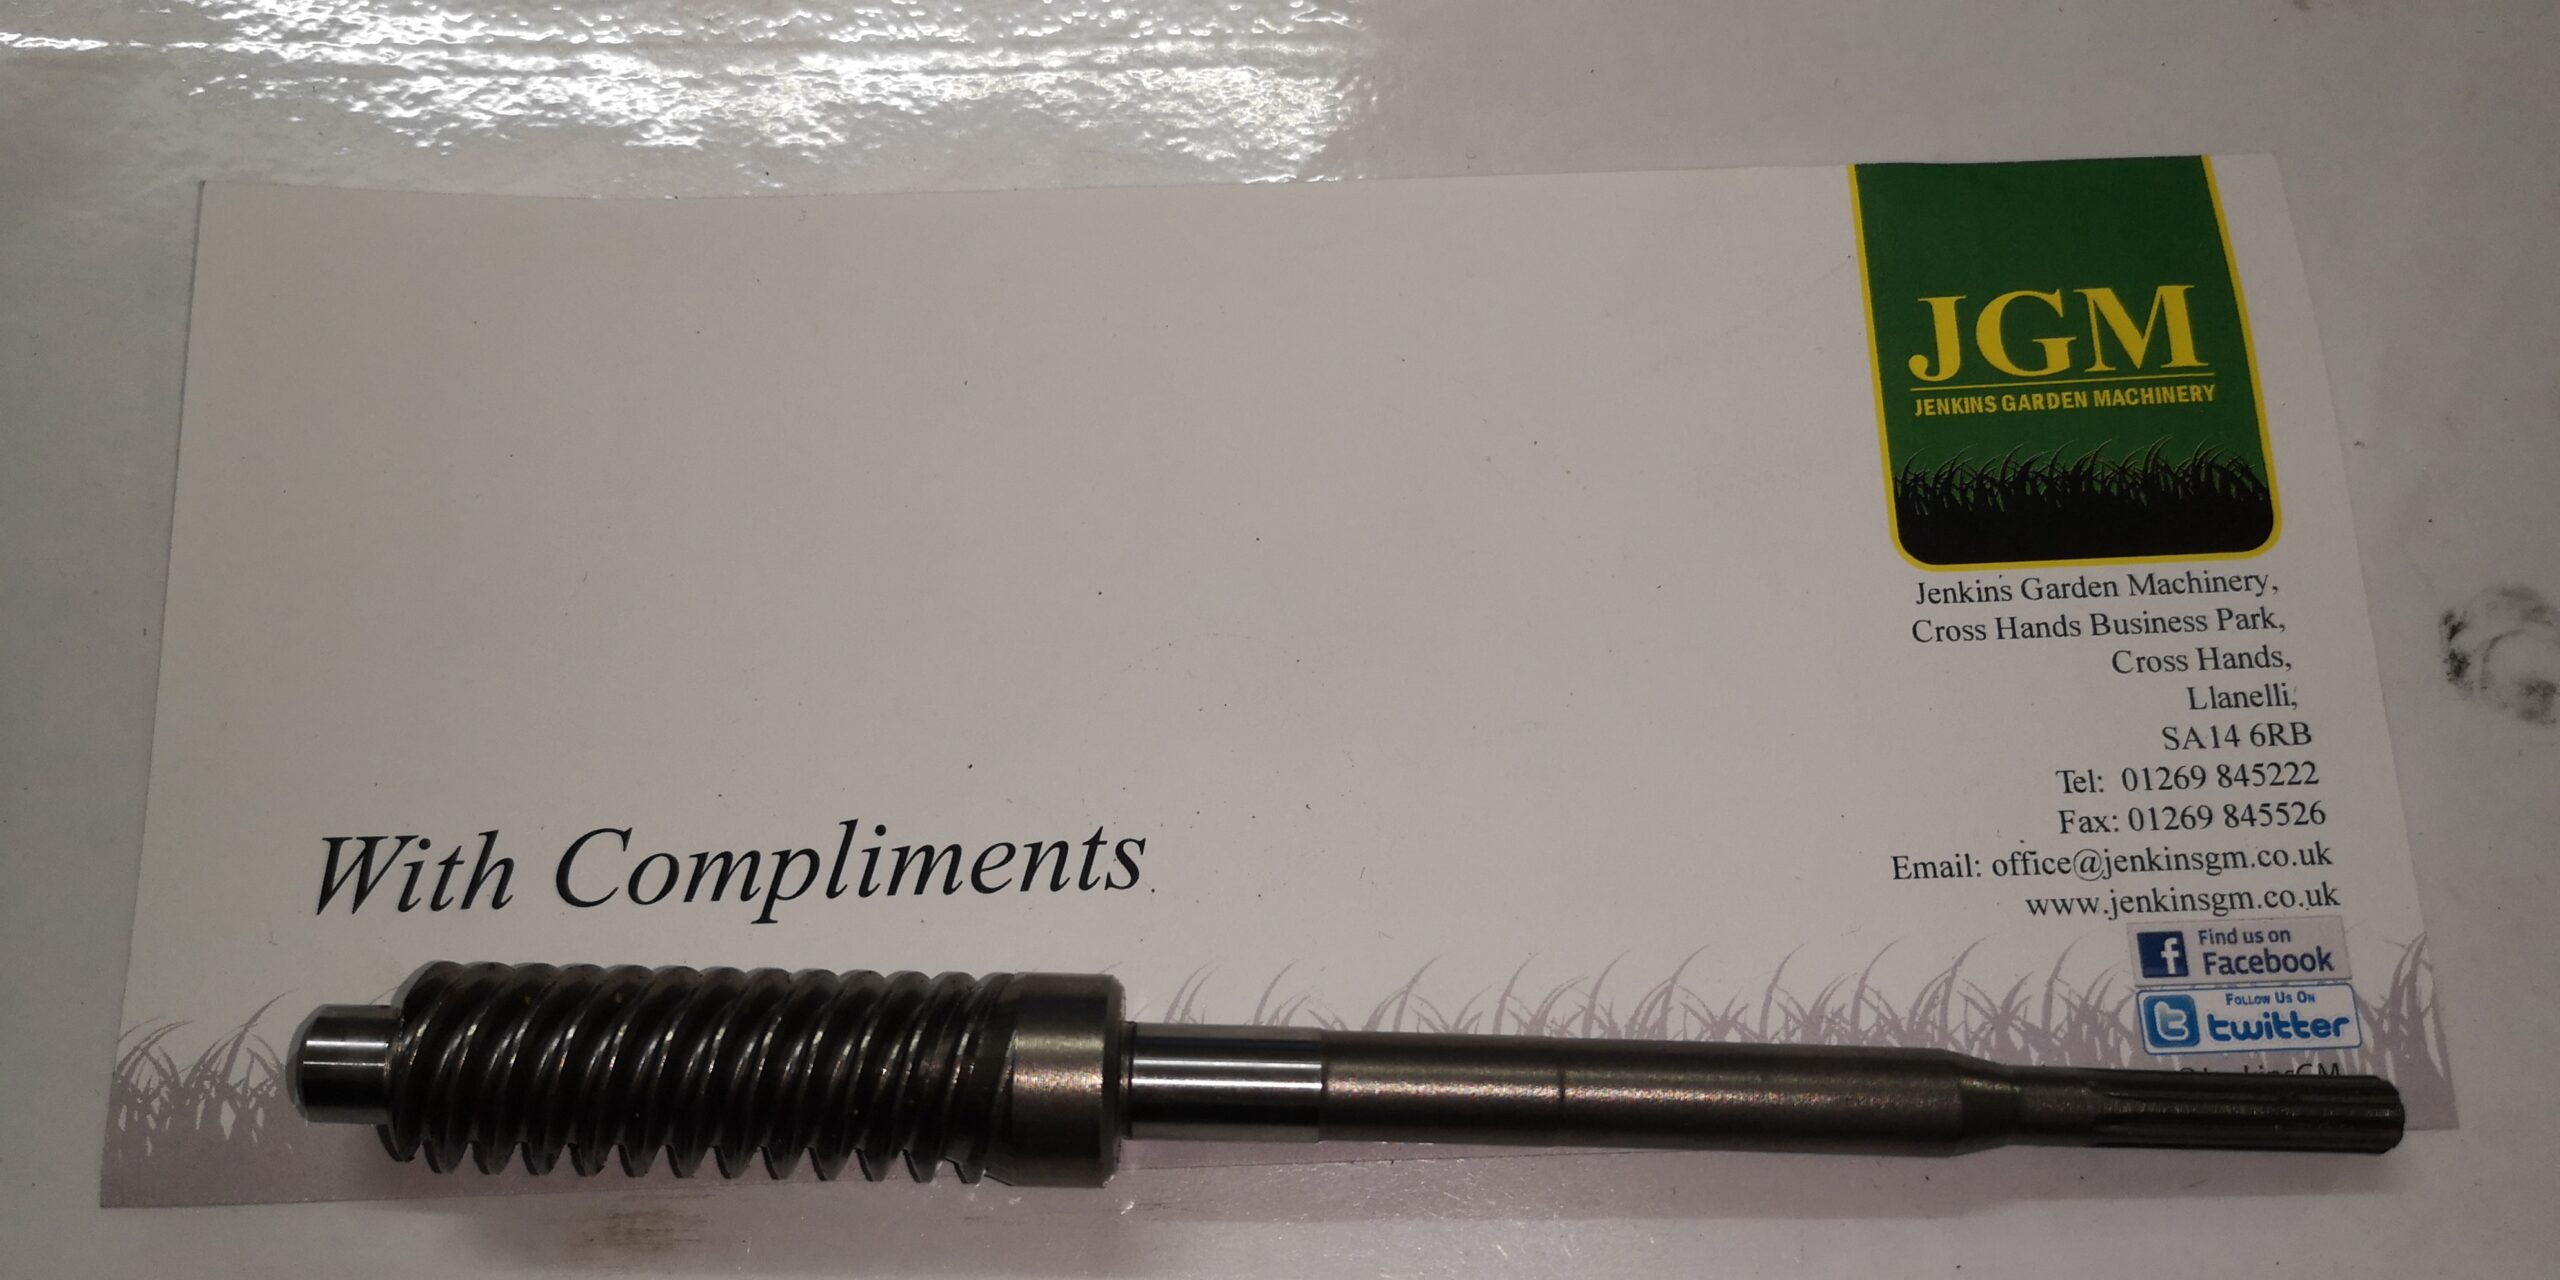 JGM
JENKINS GARDEN MACHINERY
Jenkins Garden Machinery,
Cross Hands Business Park,
Cross Hands,
Llanelli,
SA14 6RB
Tel: 01269 845222
Fax: 01269 845526
Email: office@jenkinsgm.co.uk
www.jenkinsgm.co.uk
With Compliments
f Find us on
Facebook
t Follow Us On
twitter